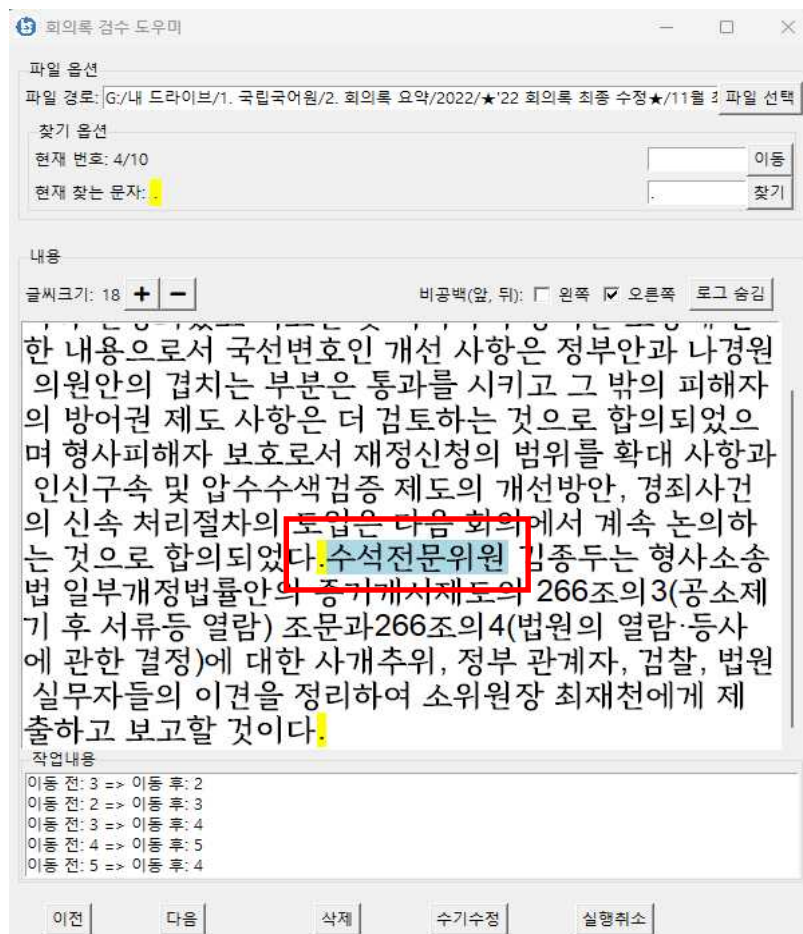 회의록 검수 도우미
파일 옵션
파일 경로: G:/내 드라이브/1. 국립국어원/2. 회의록 요약/2022/★'22 회의록 최종 수정★/11월 파일 선택
찾기 옵션
현재 번호: 4/10 이동
현재 찾는 문자: . . 찾기
내용
글씨크기: 18 + − 비공백(앞, 뒤): 왼쪽 오른쪽 로그 숨김
한 내용으로서 국선변호인 개선 사항은 정부안과 나경원
의원안의 겹치는 부분은 통과를 시키고 그 밖의 피해자
의 방어권 제도 사항은 더 검토하는 것으로 합의되었으
며 형사피해자 보호로서 재정신청의 범위를 확대 사항과
인신구속 및 압수수색검증 제도의 개선방안, 경죄사건
의 신속 처리절차의 도입은 다음 회의에서 계속 논의하
는 것으로 합의되었다.수석전문위원 김종두는 형사소송
법 일부개정법률안의 증거개시제도의 266조의3(공소제
기 후 서류등 열람) 조문과266조의4(법원의 열람·등사
에 관한 결정)에 대한 사개추위, 정부 관계자, 검찰, 법원
실무자들의 이견을 정리하여 소위원장 최재천에게 제
출하고 보고할 것이다.
작업내용
이동 전: 3 => 이동 후: 2
이동 전: 2 => 이동 후: 3
이동 전: 3 => 이동 후: 4
이동 전: 4 => 이동 후: 5
이동 전: 5 => 이동 후: 4
이전 다음 삭제 수기수정 실행취소